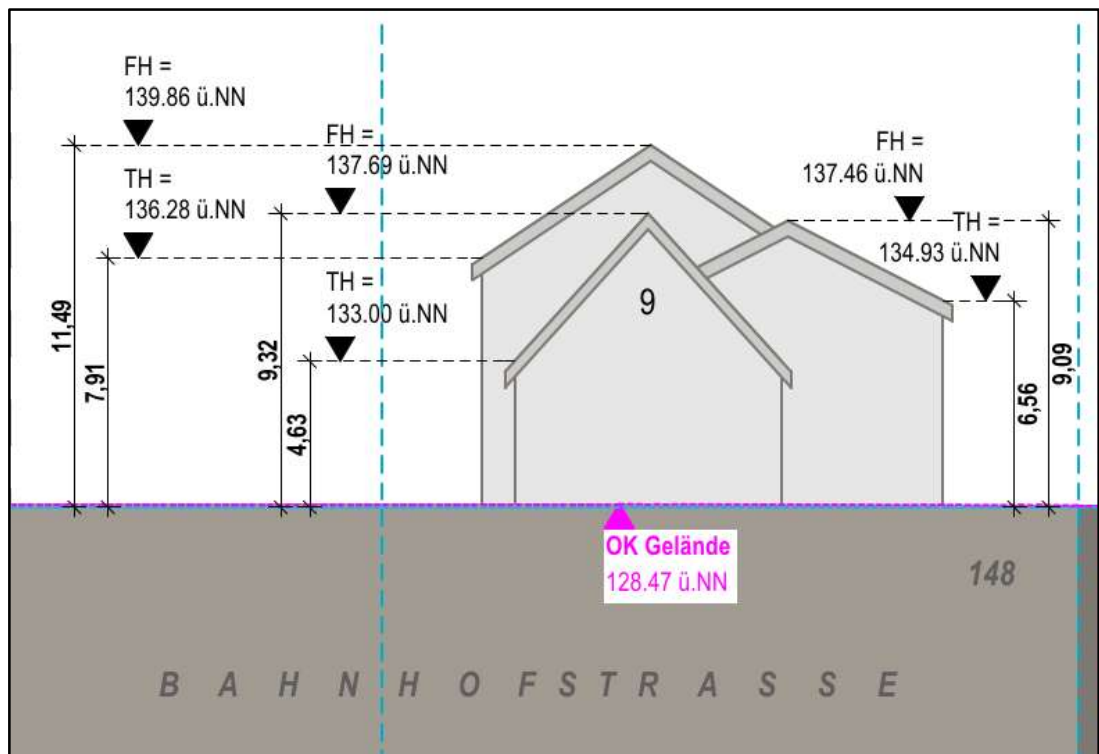 FH =
139.86 ü.NN
TH =
136.28 ü.NN
FH =
137.69 ü.NN
TH =
133.00 ü.NN
FH =
137.46 ü.NN
TH =
134.93 ü.NN
11,49
7,91
9,32
4,63
9
6,56
9,09
OK Gelände
128.47 ü.NN
148
BAHNHOFSTRASSE